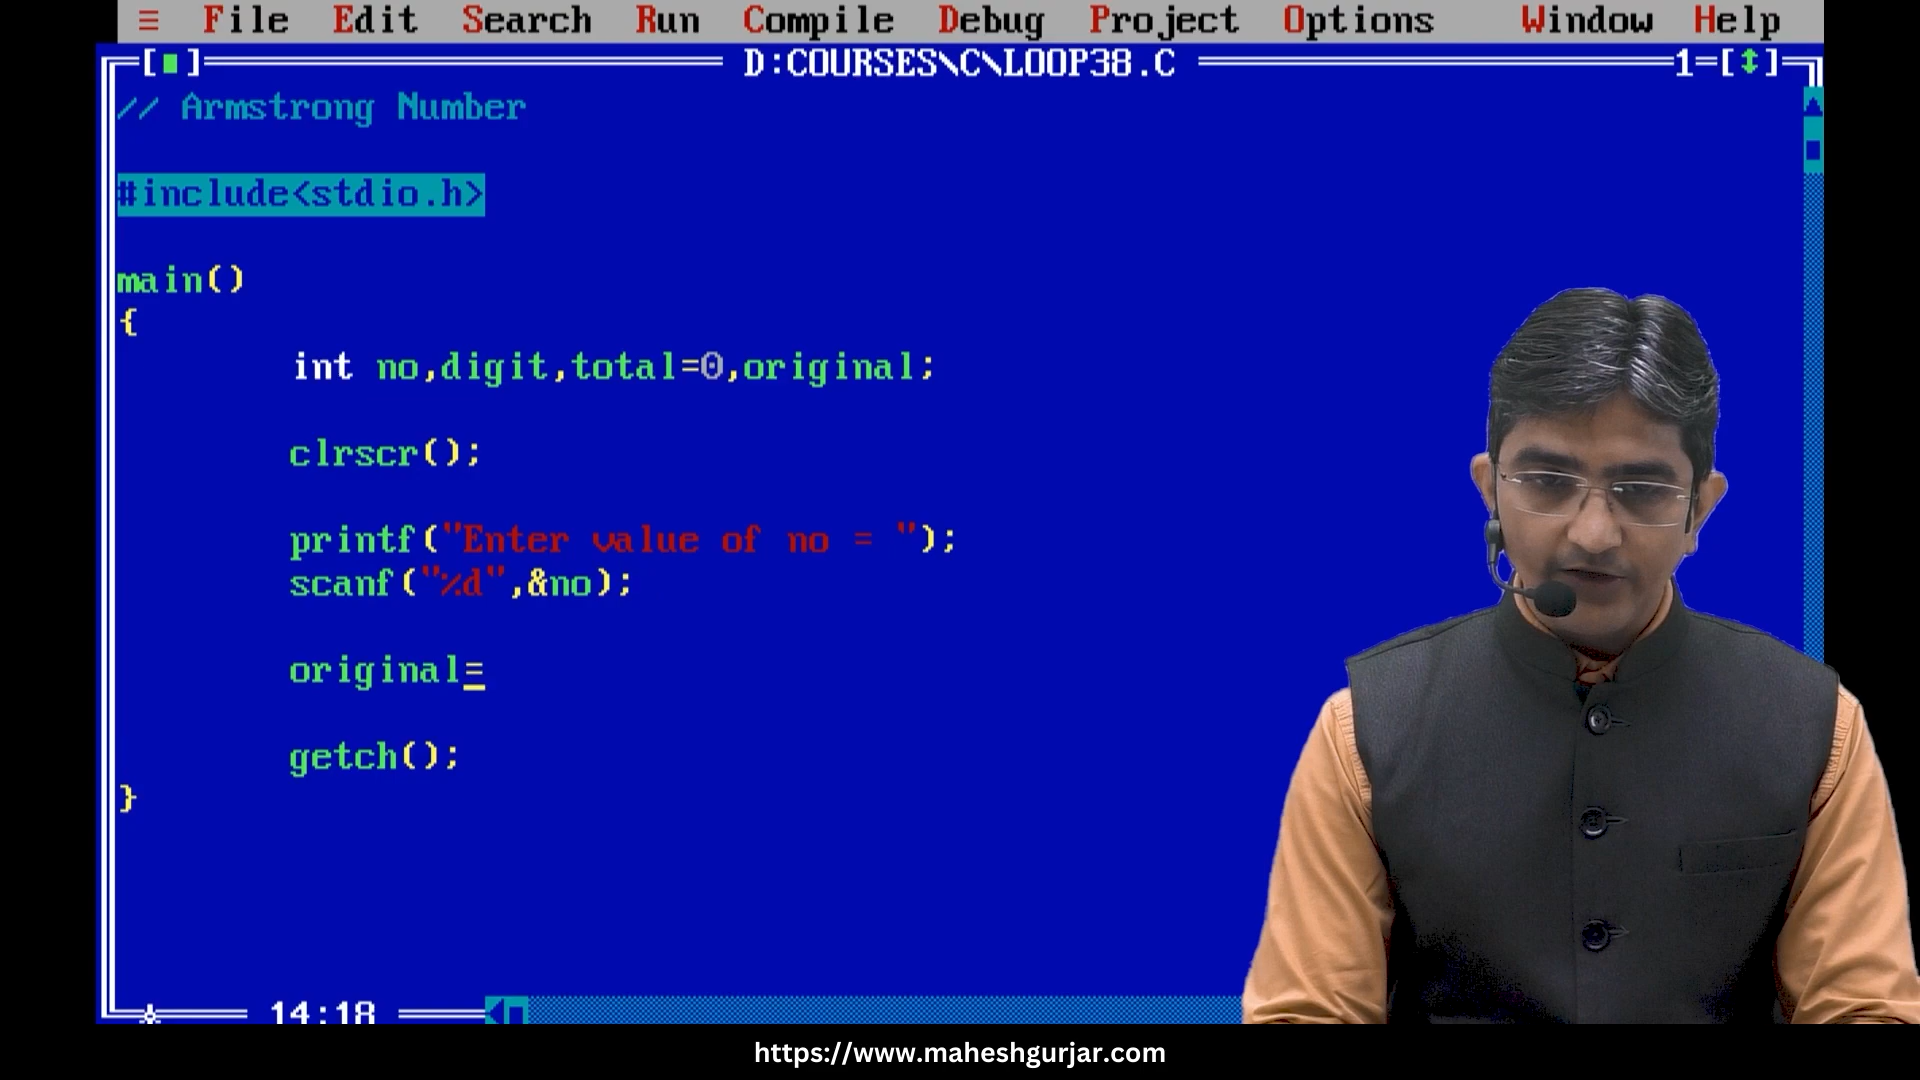 ≡ File Edit Search Run Compile Debug Project Options Window Help
[■] D:COURSES\C\LOOP38.C 1=[↕]
// Armstrong Number
#include<stdio.h>
main()
{
int no,digit,total=0,original;
clrscr();
printf("Enter value of no = ");
scanf("%d",&no);
original=
getch();
}
14:18
https://www.maheshgurjar.com